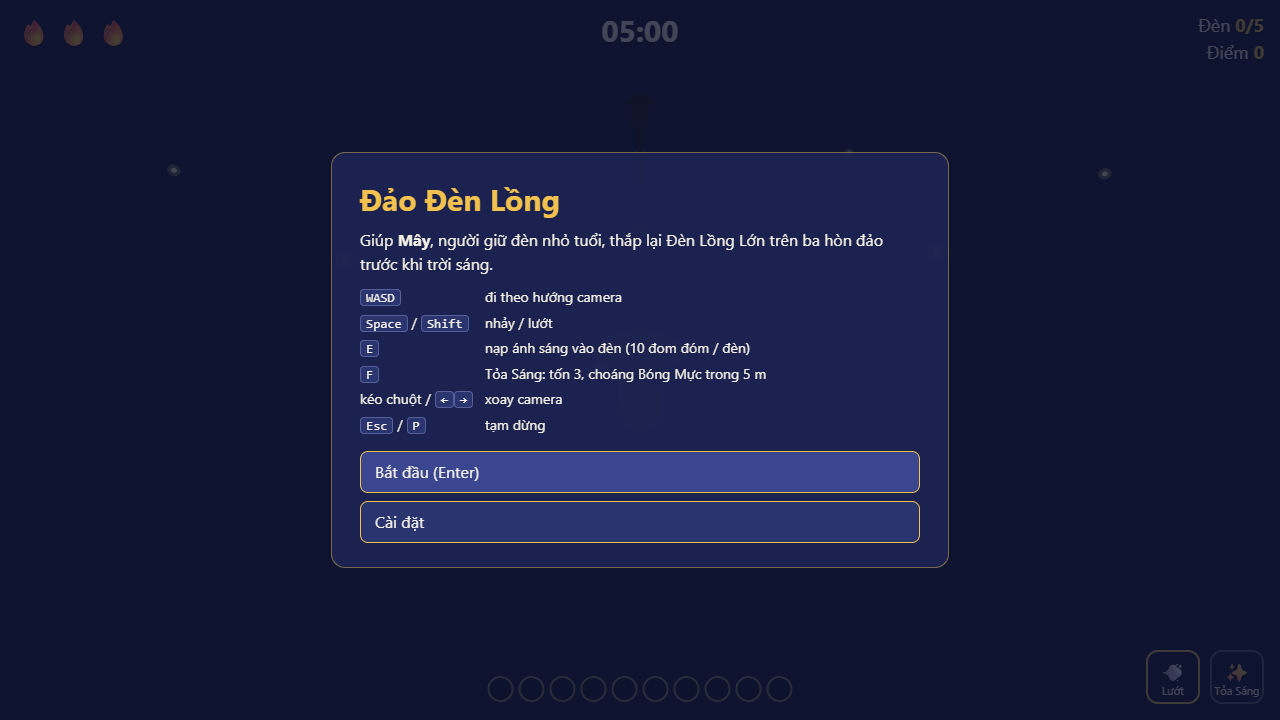 05:00
Đèn 0/5
Điểm 0
Đảo Đèn Lồng
Giúp Mây, người giữ đèn nhỏ tuổi, thắp lại Đèn Lồng Lớn trên ba hòn đảo
trước khi trời sáng.
WASD đi theo hướng camera
Space / Shift nhảy / lướt
E nạp ánh sáng vào đèn (10 đom đóm / đèn)
F Tỏa Sáng: tốn 3, choáng Bóng Mực trong 5 m
kéo chuột / ← → xoay camera
Esc / P tạm dừng
Bắt đầu (Enter)
Cài đặt
Lướt Tỏa Sáng